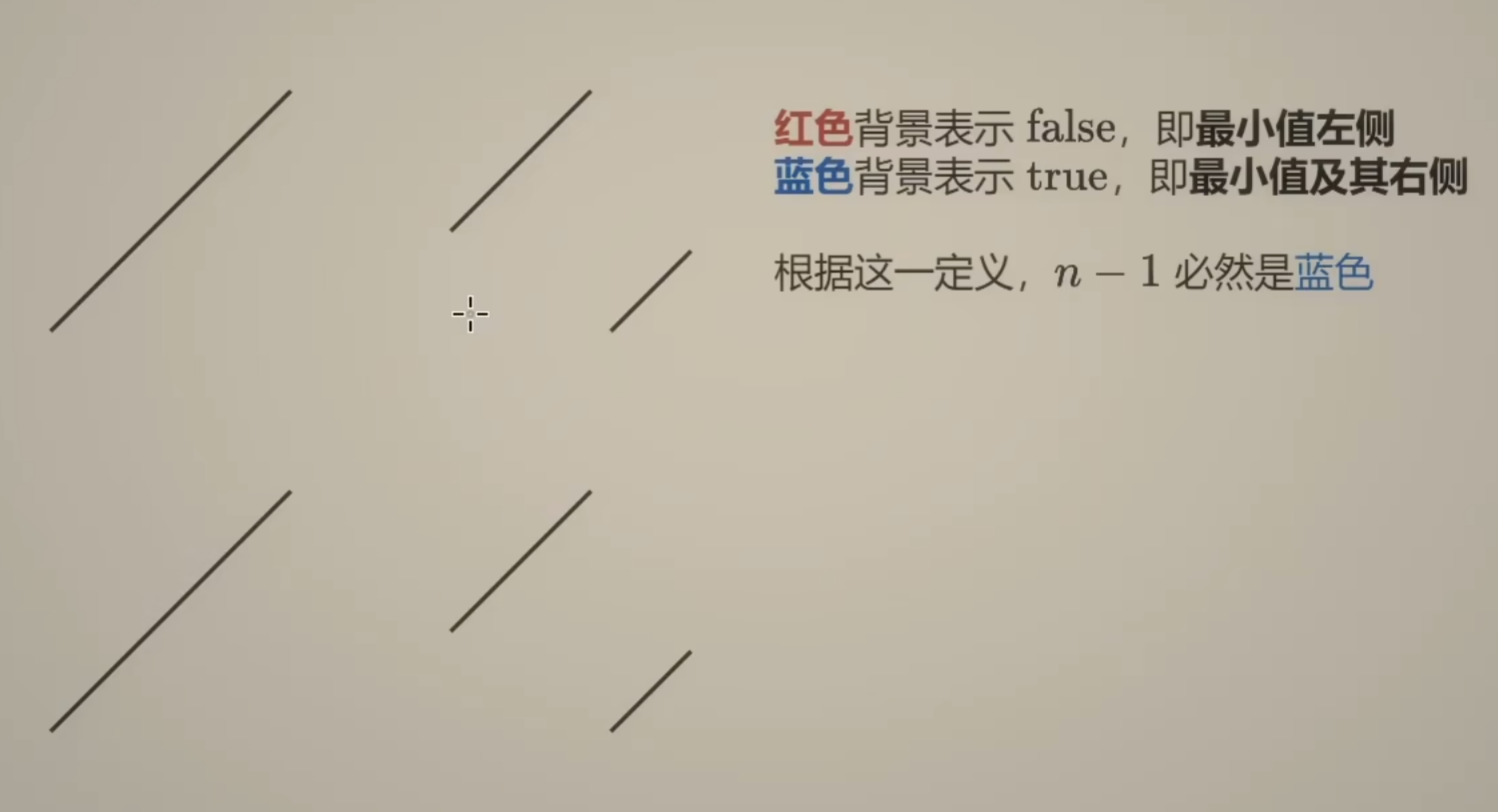 红色背景表示 false，即最小值左侧
蓝色背景表示 true，即最小值及其右侧
根据这一定义，n − 1 必然是蓝色